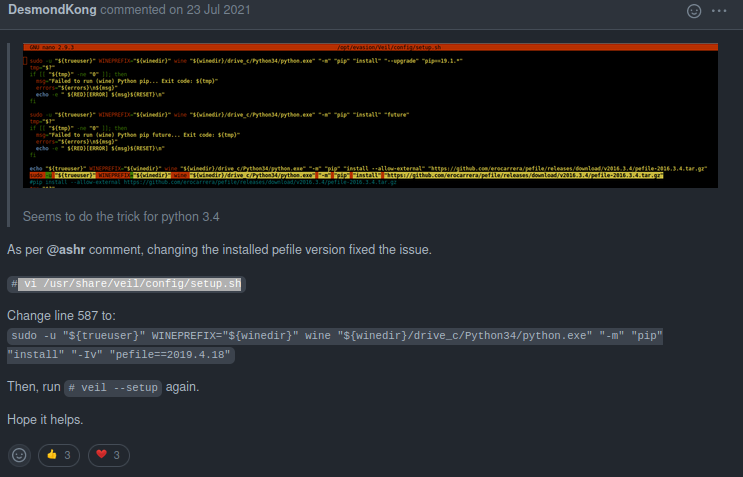 DesmondKong commented on 23 Jul 2021
GNU nano 2.9.3 /opt/evasion/Veil/config/setup.sh
sudo -u "${trueuser}" WINEPREFIX="${winedir}" wine "${winedir}/drive_c/Python34/python.exe" "-m" "pip" "install" "--upgrade" "pip==19.1.*"
tmp="$?"
if [[ "${tmp}" -ne "0" ]]; then
msg="Failed to run (wine) Python pip... Exit code: ${tmp}"
errors="${errors}\n${msg}"
echo -e " ${RED}[ERROR] ${msg}${RESET}\n"
fi
sudo -u "${trueuser}" WINEPREFIX="${winedir}" wine "${winedir}/drive_c/Python34/python.exe" "-m" "pip" "install" "future"
tmp="$?"
if [[ "${tmp}" -ne "0" ]]; then
msg="Failed to run (wine) Python pip future... Exit code: ${tmp}"
errors="${errors}\n${msg}"
echo -e " ${RED}[ERROR] ${msg}${RESET}\n"
fi
echo "${trueuser}" WINEPREFIX="${winedir}" wine "${winedir}/drive_c/Python34/python.exe" "-m" "pip" "install --allow-external" "https://github.com/erocarrera/pefile/releases/download/v2016.3.4/pefile-2016.3.4.tar.gz"
sudo -u "${trueuser}" WINEPREFIX="${winedir}" wine "${winedir}/drive_c/Python34/python.exe" "-m" "pip" "install" "https://github.com/erocarrera/pefile/releases/download/v2016.3.4/pefile-2016.3.4.tar.gz"
#pip install --allow-external https://github.com/erocarrera/pefile/releases/download/v2016.3.4/pefile-2016.3.4.tar.gz
Seems to do the trick for python 3.4
As per @ashr comment, changing the installed pefile version fixed the issue.
# vi /usr/share/veil/config/setup.sh
Change line 587 to:
sudo -u "${trueuser}" WINEPREFIX="${winedir}" wine "${winedir}/drive_c/Python34/python.exe" "-m" "pip"
"install" "-Iv" "pefile==2019.4.18"
Then, run # veil --setup again.
Hope it helps.
👍 3 ❤️ 3